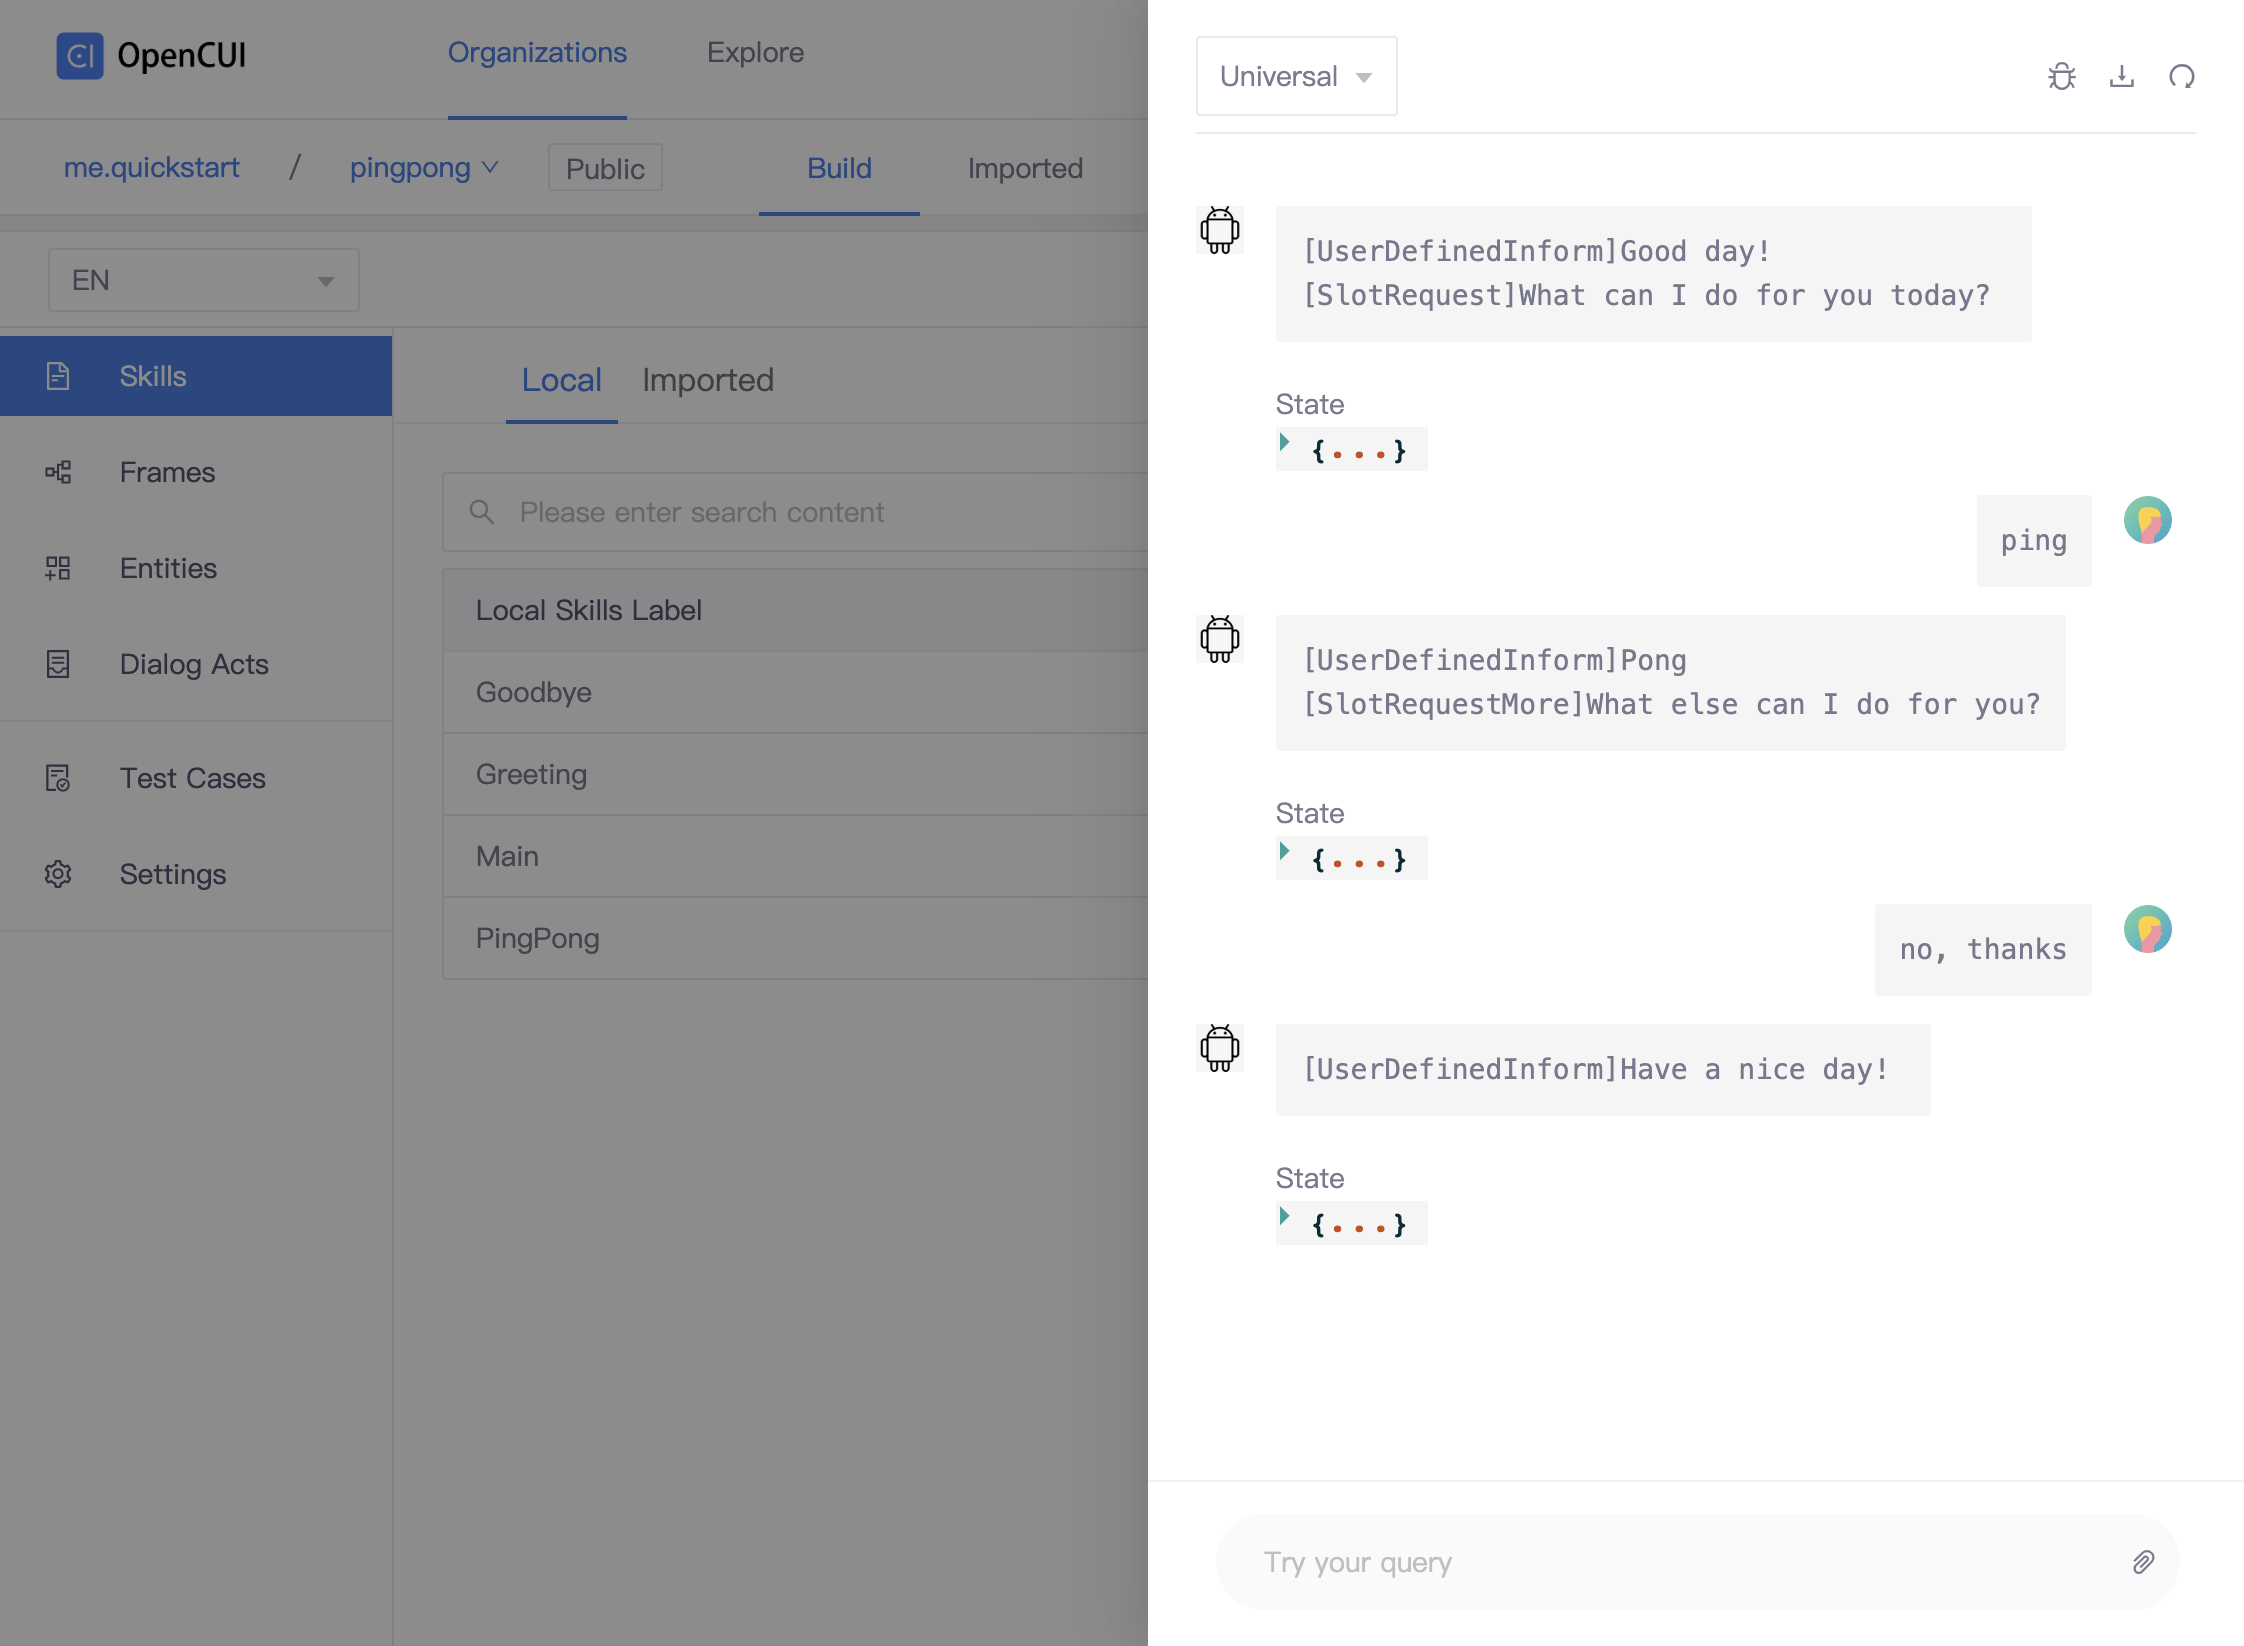 OpenCUI
Organizations
Explore
me.quickstart / pingpong
Public
Build
Imported
EN
Skills
Frames
Entities
Dialog Acts
Test Cases
Settings
Local
Imported
Please enter search content
Local Skills Label
Goodbye
Greeting
Main
PingPong
Universal
[UserDefinedInform]Good day!
[SlotRequest]What can I do for you today?
State
{...}
ping
[UserDefinedInform]Pong
[SlotRequestMore]What else can I do for you?
State
{...}
no, thanks
[UserDefinedInform]Have a nice day!
State
{...}
Try your query